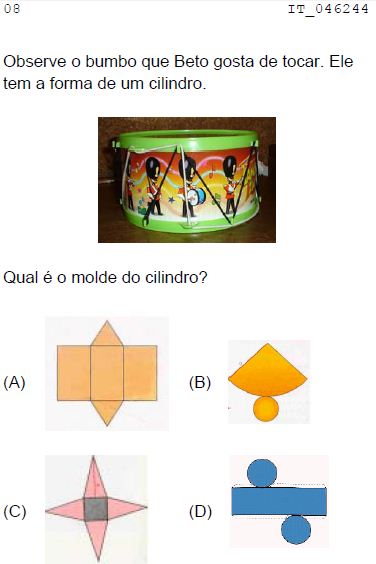 08 IT_046244
Observe o bumbo que Beto gosta de tocar. Ele
tem a forma de um cilindro.
Qual é o molde do cilindro?
(A) (B)
(C) (D)